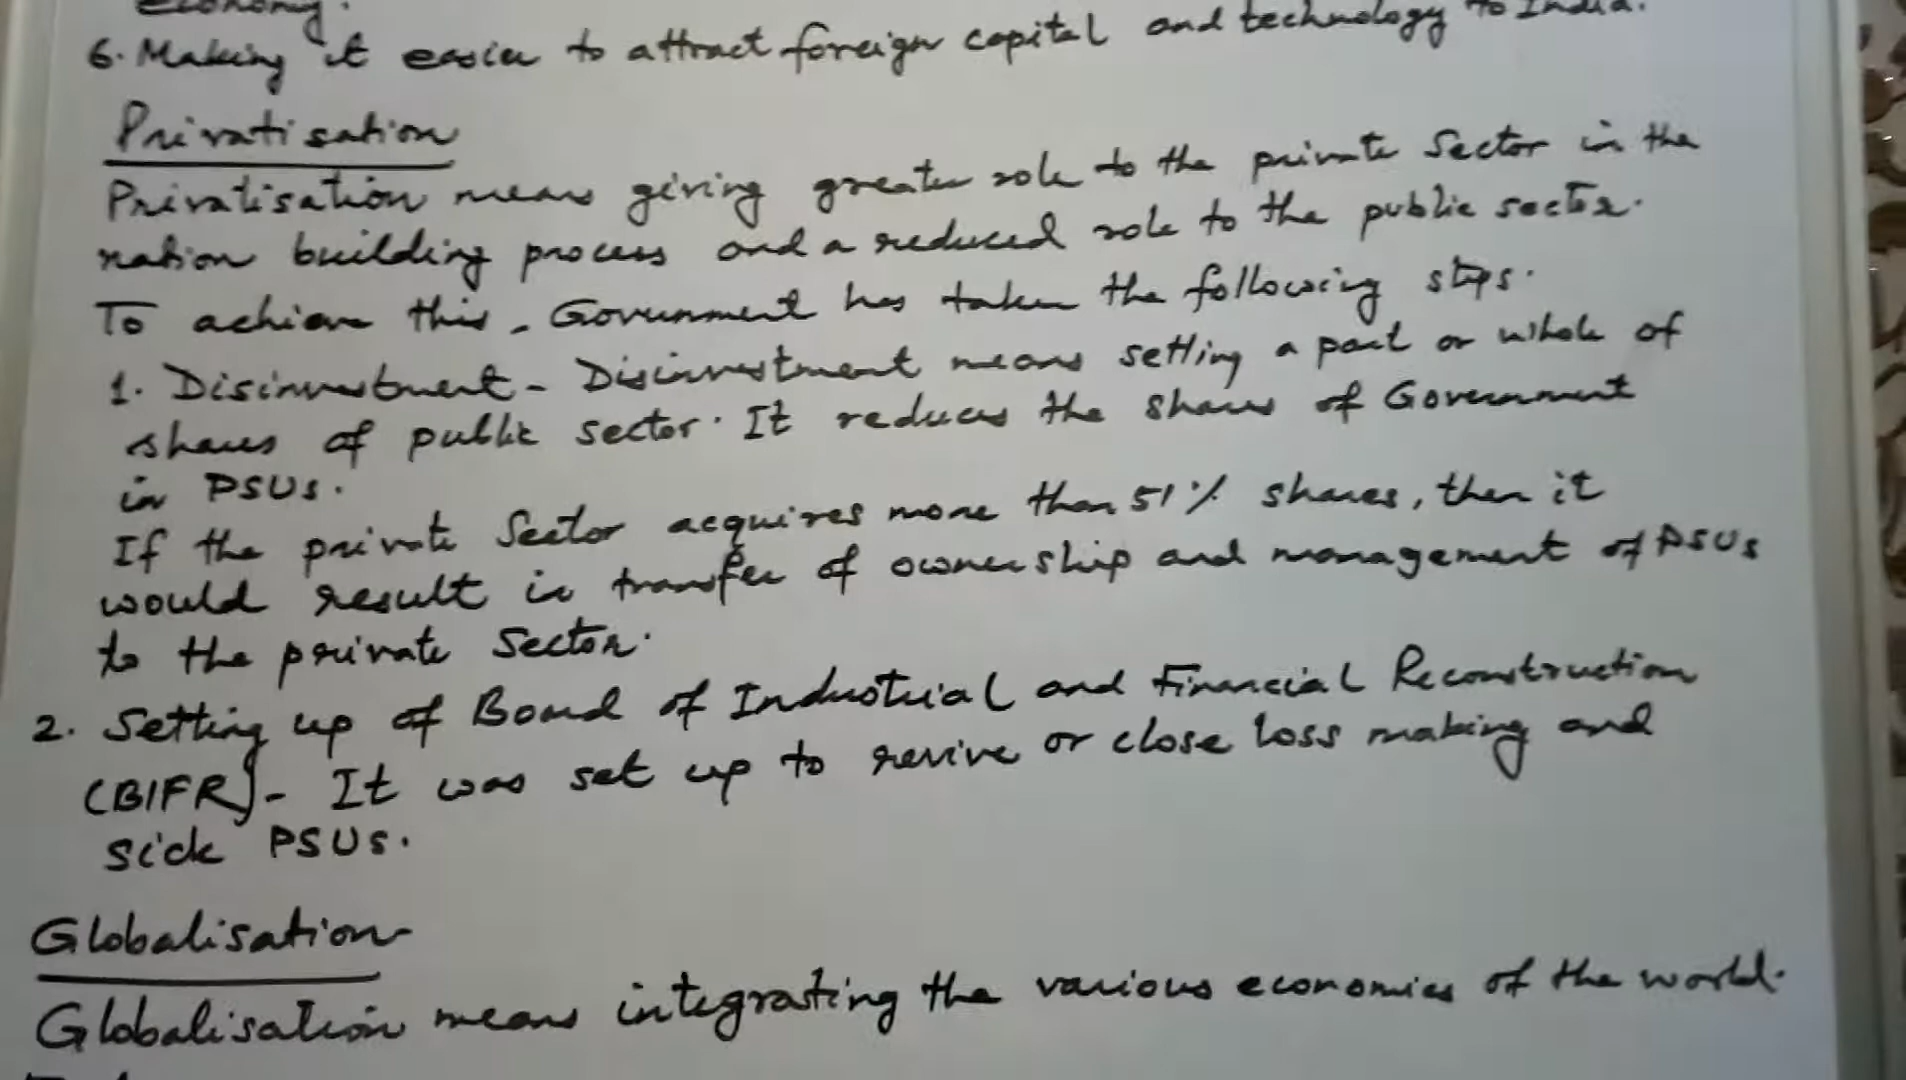 economy.
6. Making it easier to attract foreign capital and technology to India.
Privatisation
Privatisation means giving greater role to the private Sector in the
nation building process and a reduced role to the public sector.
To achieve this, Government has taken the following steps.
1. Disinvestment - Disinvestment means selling a part or whole of
shares of public sector. It reduces the shares of Government
in PSUs.
If the private Sector acquires more than 51% shares, then it
would result in transfer of ownership and management of PSUs
to the private Sector.
2. Setting up of Board of Industrial and Financial Reconstruction
(BIFR) - It was set up to revive or close loss making and
sick PSUs.
Globalisation
Globalisation means integrating the various economies of the world.